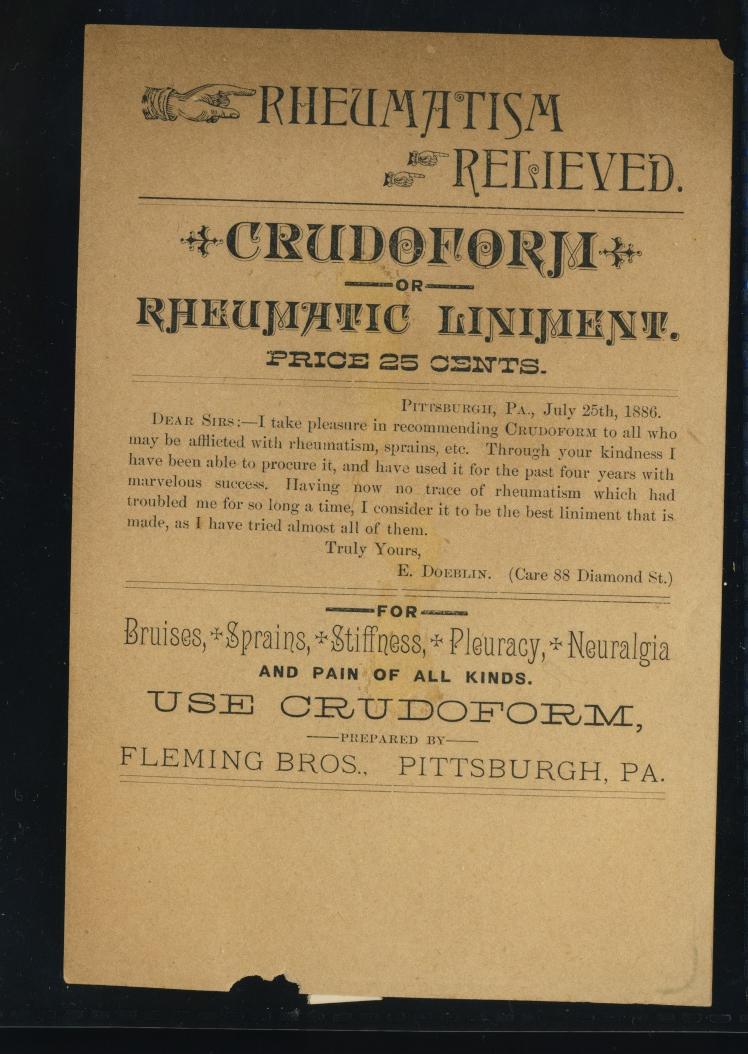 RHEUMATISM
RELIEVED.
CRUDOFORM
OR
RHEUMATIC LINIMENT.
PRICE 25 CENTS.
PITTSBURGH, PA., July 25th, 1886.
DEAR SIRS:—I take pleasure in recommending CRUDOFORM to all who
may be afflicted with rheumatism, sprains, etc. Through your kindness I
have been able to procure it, and have used it for the past four years with
marvelous success. Having now no trace of rheumatism which had
troubled me for so long a time, I consider it to be the best liniment that is
made, as I have tried almost all of them.
Truly Yours,
E. DOEBLIN. (Care 88 Diamond St.)
FOR
Bruises, Sprains, Stiffness, Pleuracy, Neuralgia
AND PAIN OF ALL KINDS.
USE CRUDOFORM,
PREPARED BY
FLEMING BROS., PITTSBURGH, PA.